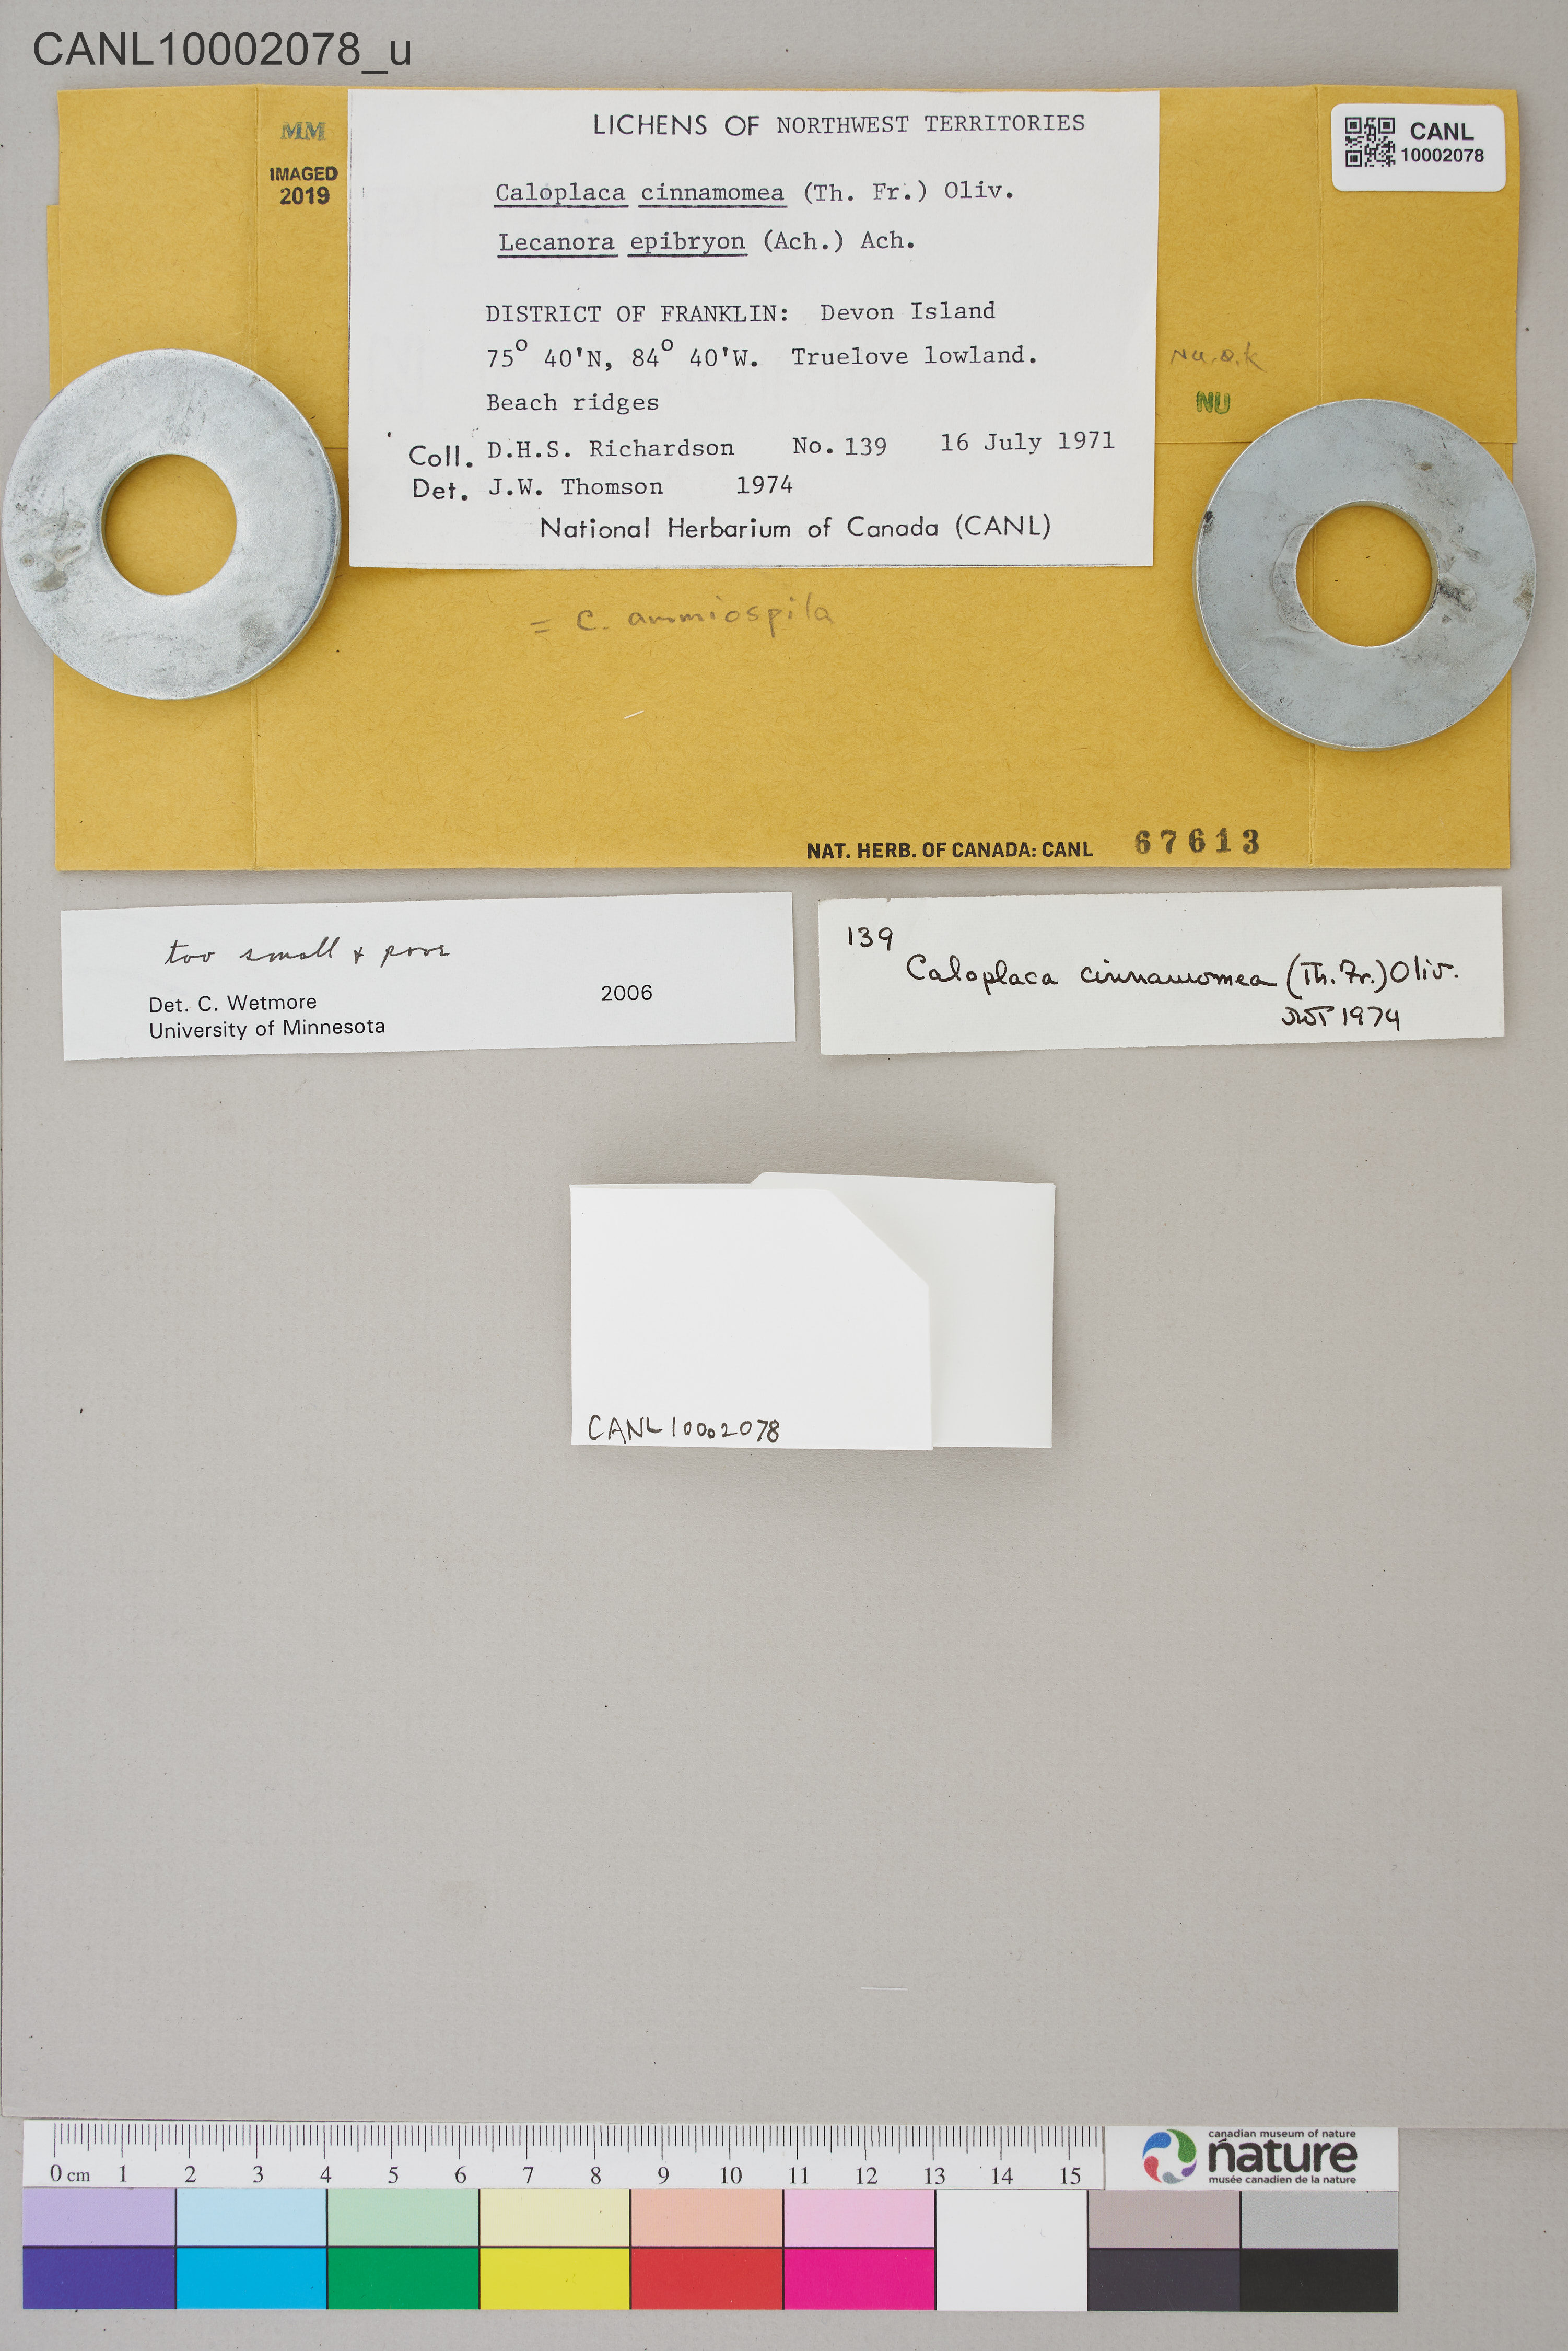 CANL10002078_u
MM
IMAGED
2019
LICHENS OF NORTHWEST TERRITORIES
Caloplaca cinnamomea (Th. Fr.) Oliv.
Lecanora epibryon (Ach.) Ach.
DISTRICT OF FRANKLIN: Devon Island
75° 40'N, 84° 40'W. Truelove lowland.
Beach ridges
Coll. D.H.S. Richardson No. 139 16 July 1971
Det. J.W. Thomson 1974
National Herbarium of Canada (CANL)
CANL
10002078
Nu.o.k
NU
= C. ammiospila
NAT. HERB. OF CANADA: CANL 67613
too small & poor
Det. C. Wetmore 2006
University of Minnesota
139
Caloplaca cinnamomea (Th. Fr.) Oliv.
JWT 1974
CANL10002078
0 cm 1 2 3 4 5 6 7 8 9 10 11 12 13 14 15
canadian museum of nature
nature
musée canadien de la nature